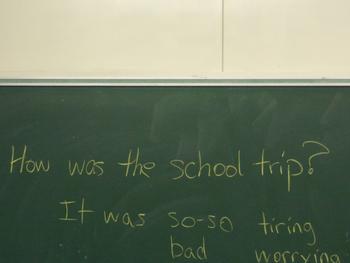 How was the school trip?
It was so-so tiring
bad worrying